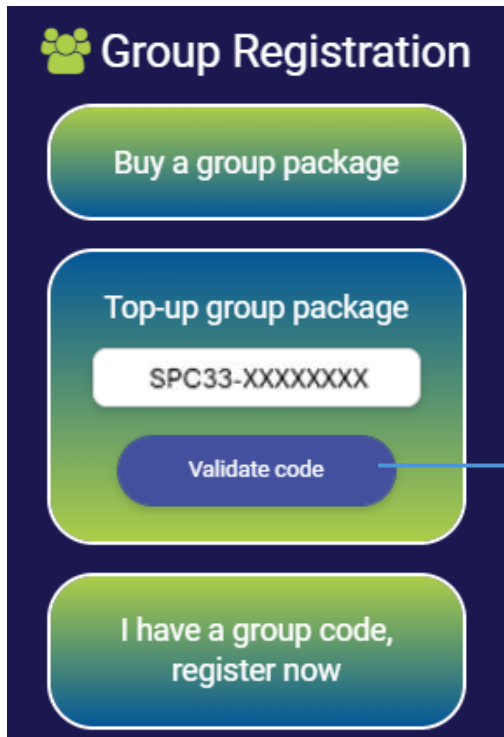 Group Registration
Buy a group package
Top-up group package
SPC33-XXXXXXXX
Validate code
I have a group code,
register now